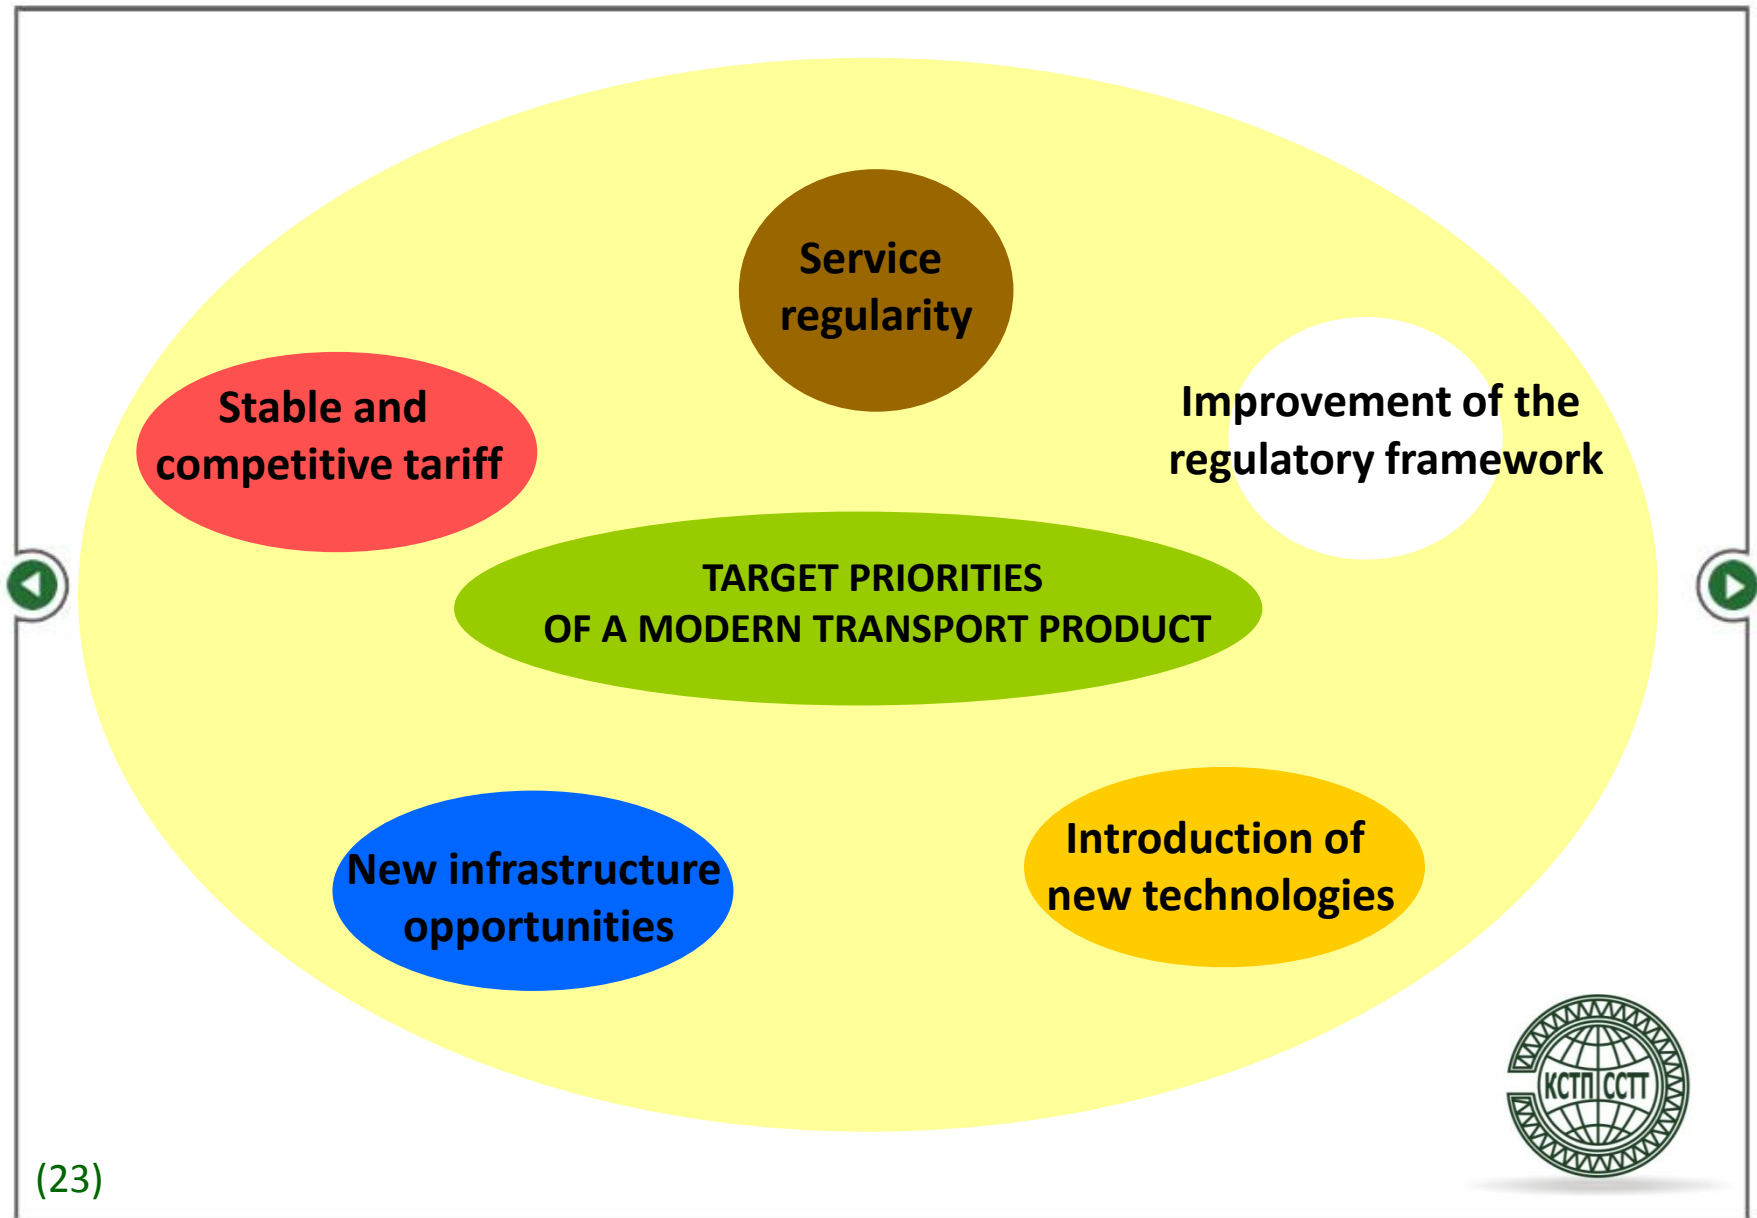 Service
regularity
Stable and
competitive tariff
Improvement of the
regulatory framework
TARGET PRIORITIES
OF A MODERN TRANSPORT PRODUCT
New infrastructure
opportunities
Introduction of
new technologies
КСТП CCTT
(23)